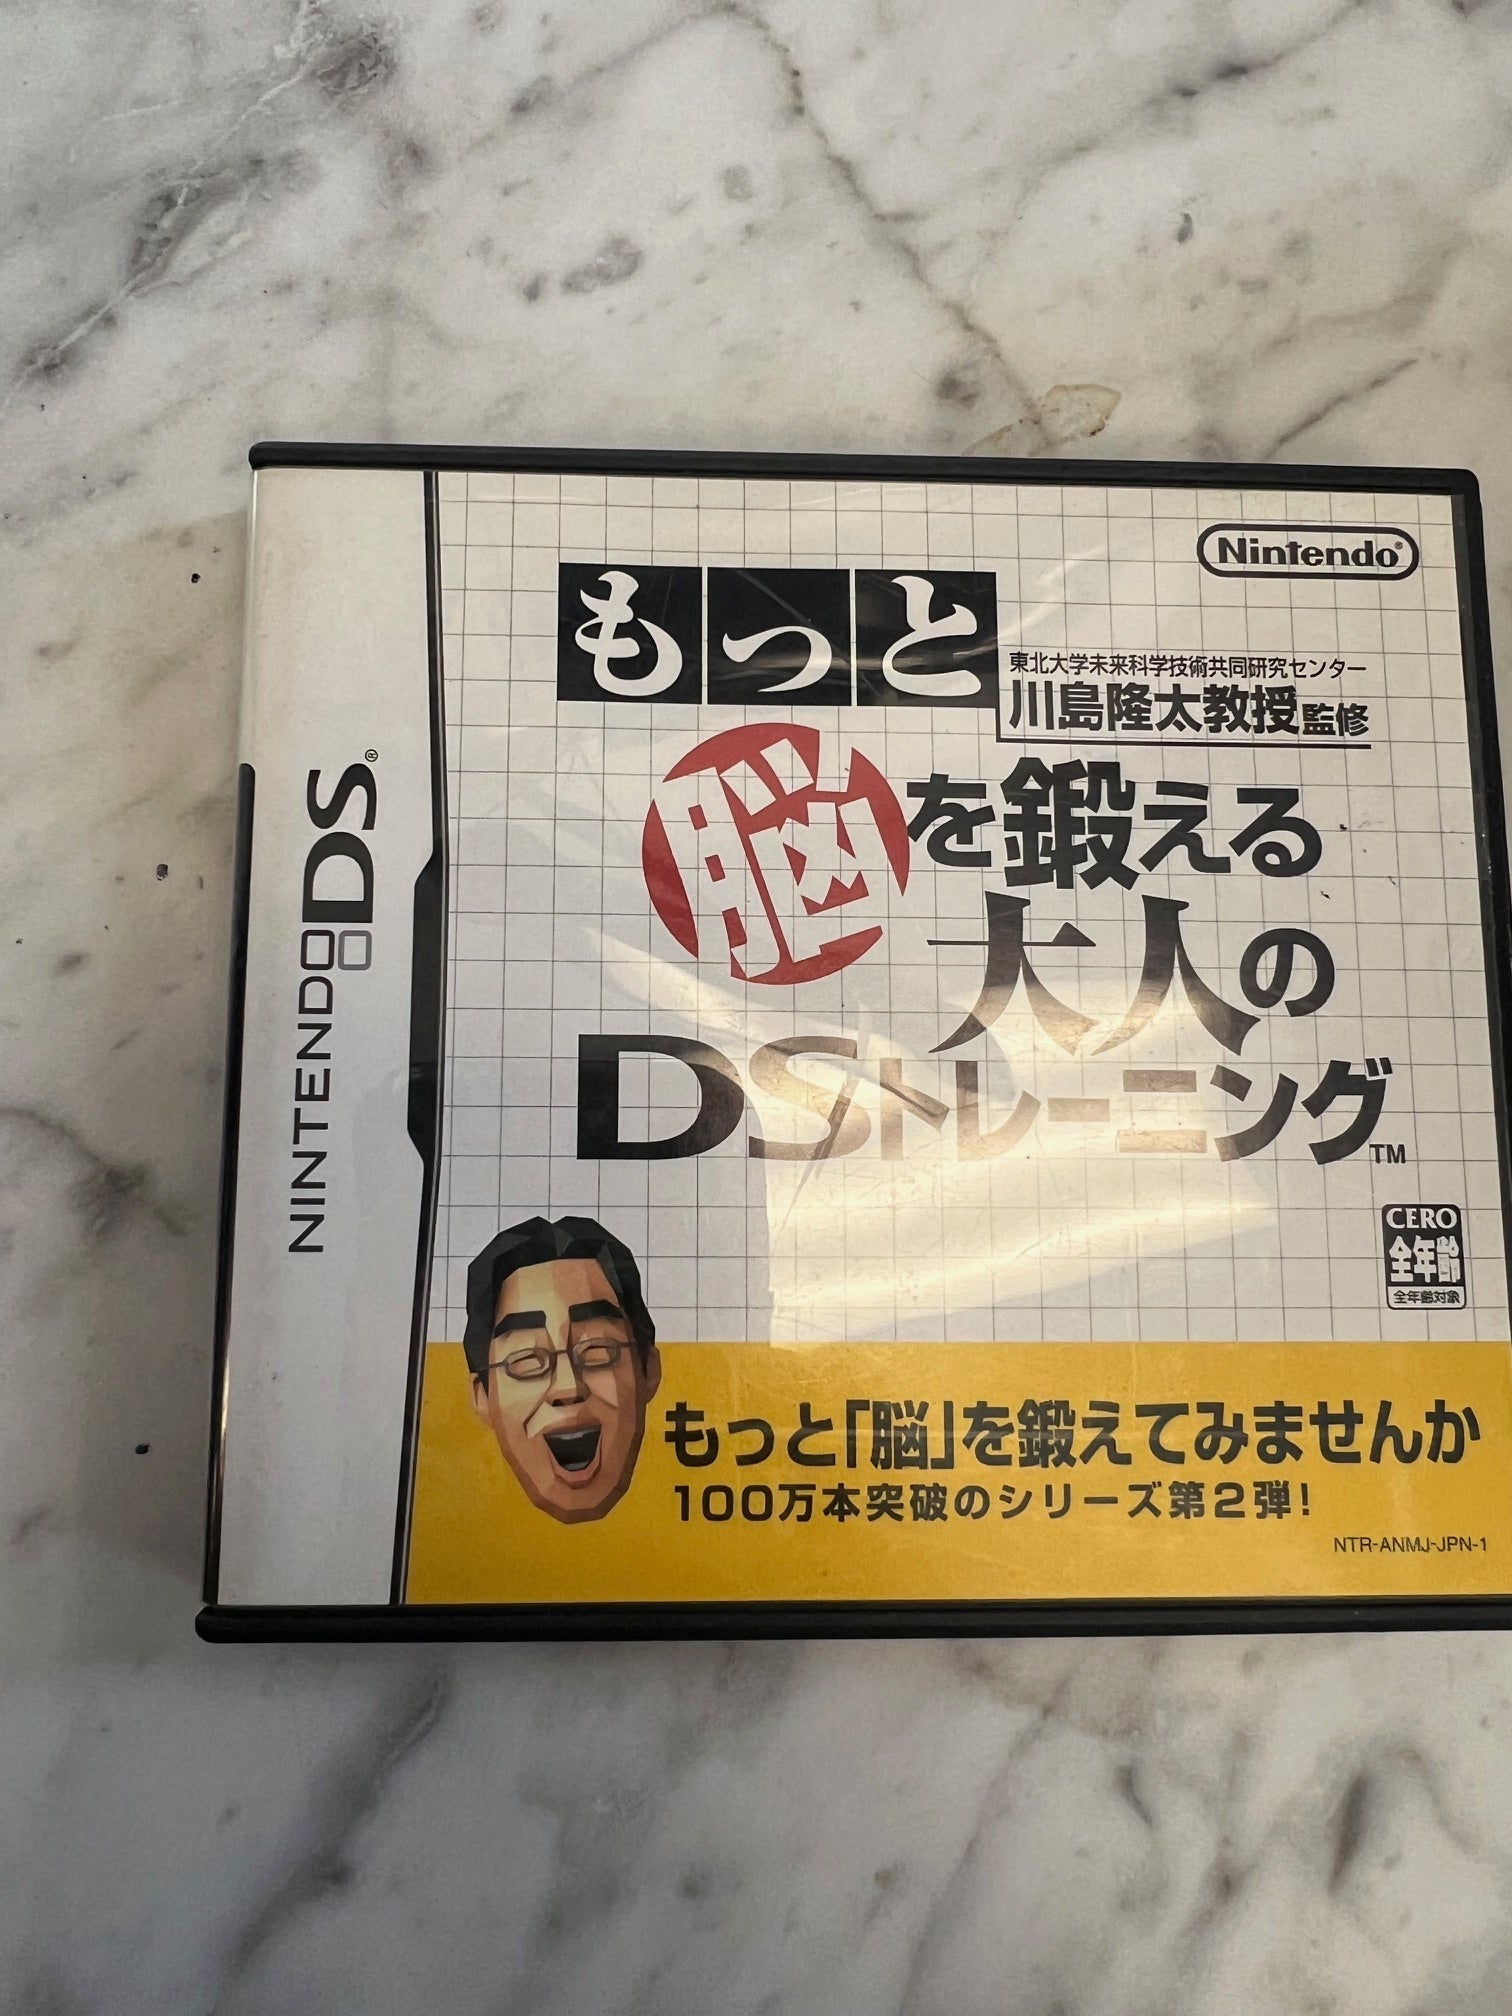 Nintendo®
もっと
東北大学未来科学技術共同研究センター
川島隆太教授監修
脳を鍛える
大人の
DSトレーニング™
NINTENDO DS®
CERO
全年齢
全年齢対象
もっと「脳」を鍛えてみませんか
100万本突破のシリーズ第2弾!
NTR-ANMJ-JPN-1